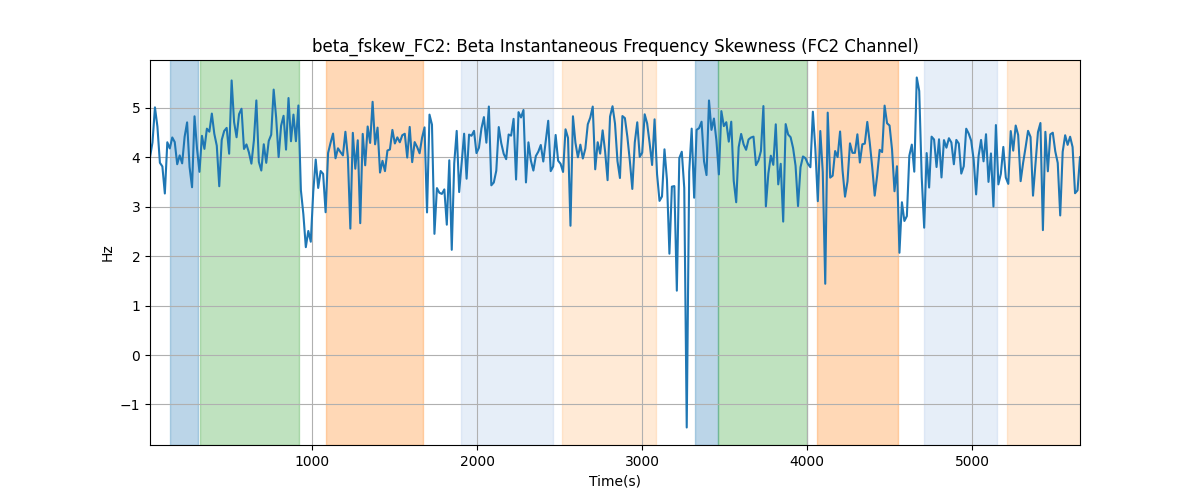 beta_fskew_FC2: Beta Instantaneous Frequency Skewness (FC2 Channel)
Hz
5
4
3
2
1
0
−1
1000 2000 3000 4000 5000
Time(s)